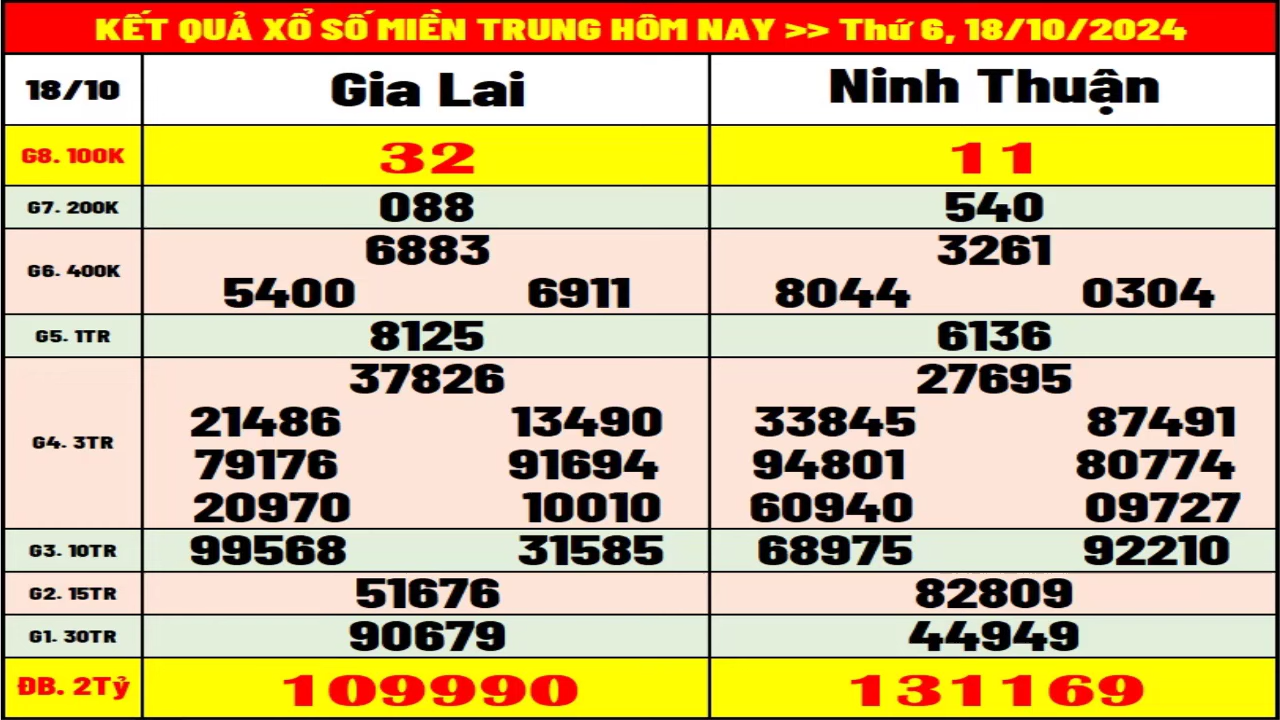 KẾT QUẢ XỔ SỐ MIỀN TRUNG HÔM NAY >> Thứ 6, 18/10/2024
18/10 Gia Lai Ninh Thuận
G8. 100K 32 11
G7. 200K 088 540
6883 3261
G6. 400K
5400 6911 8044 0304
G5. 1TR 8125 6136
37826 27695
21486 13490 33845 87491
G4. 3TR
79176 91694 94801 80774
20970 10010 60940 09727
G3. 10TR 99568 31585 68975 92210
G2. 15TR 51676 82809
G1. 30TR 90679 44949
ĐB. 2Tỷ 109990 131169